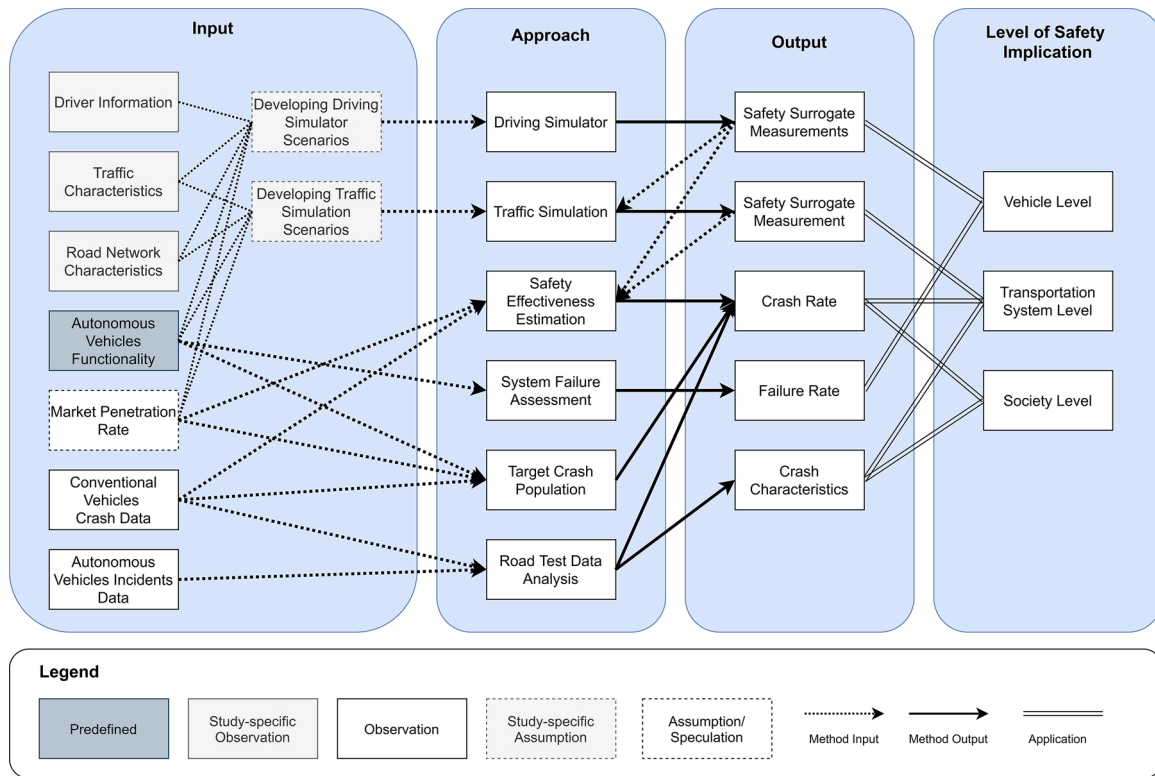 Input
Driver Information
Traffic
Characteristics
Road Network
Characteristics
Autonomous
Vehicles
Functionality
Market Penetration
Rate
Conventional
Vehicles
Crash Data
Autonomous
Vehicles Incidents
Data
Developing Driving
Simulator
Scenarios
Developing Traffic
Simulation
Scenarios
Approach
Driving Simulator
Traffic Simulation
Safety
Effectiveness
Estimation
System Failure
Assessment
Target Crash
Population
Road Test Data
Analysis
Output
Safety Surrogate
Measurements
Safety Surrogate
Measurement
Crash Rate
Failure Rate
Crash
Characteristics
Level of Safety
Implication
Vehicle Level
Transportation
System Level
Society Level
Legend
Predefined
Study-specific
Observation
Observation
Study-specific
Assumption
Assumption/
Speculation
Method Input
Method Output
Application